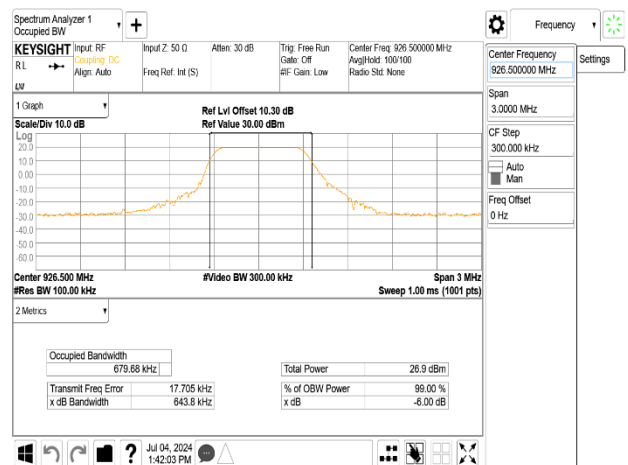 Spectrum Analyzer 1
Occupied BW
Frequency
KEYSIGHT
RL
Input: RF
Coupling: DC
Align: Auto
Input Z: 50 Ω
Freq Ref: Int (S)
Atten: 30 dB
Trig: Free Run
Gate: Off
#IF Gain: Low
Center Freq: 926.500000 MHz
Avg|Hold: 100/100
Radio Std: None
Center Frequency
926.500000 MHz
Settings
Span
3.0000 MHz
CF Step
300.000 kHz
Auto
Man
Freq Offset
0 Hz
1 Graph
Scale/Div 10.0 dB
Ref Lvl Offset 10.30 dB
Ref Value 30.00 dBm
Log
20.0
10.0
0.00
-10.0
-20.0
-30.0
-40.0
-50.0
-60.0
Center 926.500 MHz
#Res BW 100.00 kHz
#Video BW 300.00 kHz
Span 3 MHz
Sweep 1.00 ms (1001 pts)
2 Metrics
Occupied Bandwidth
679.68 kHz
Total Power 26.9 dBm
Transmit Freq Error 17.705 kHz
% of OBW Power 99.00 %
x dB Bandwidth 643.8 kHz
x dB -6.00 dB
?
Jul 04, 2024
1:42:03 PM